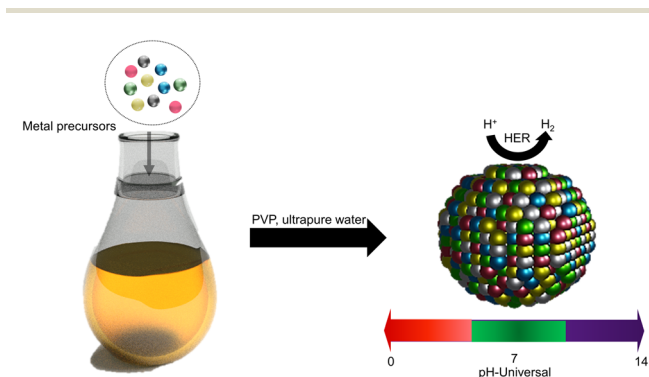 Metal precursors
PVP, ultrapure water
H⁺
H₂
HER
0
7
14
pH-Universal